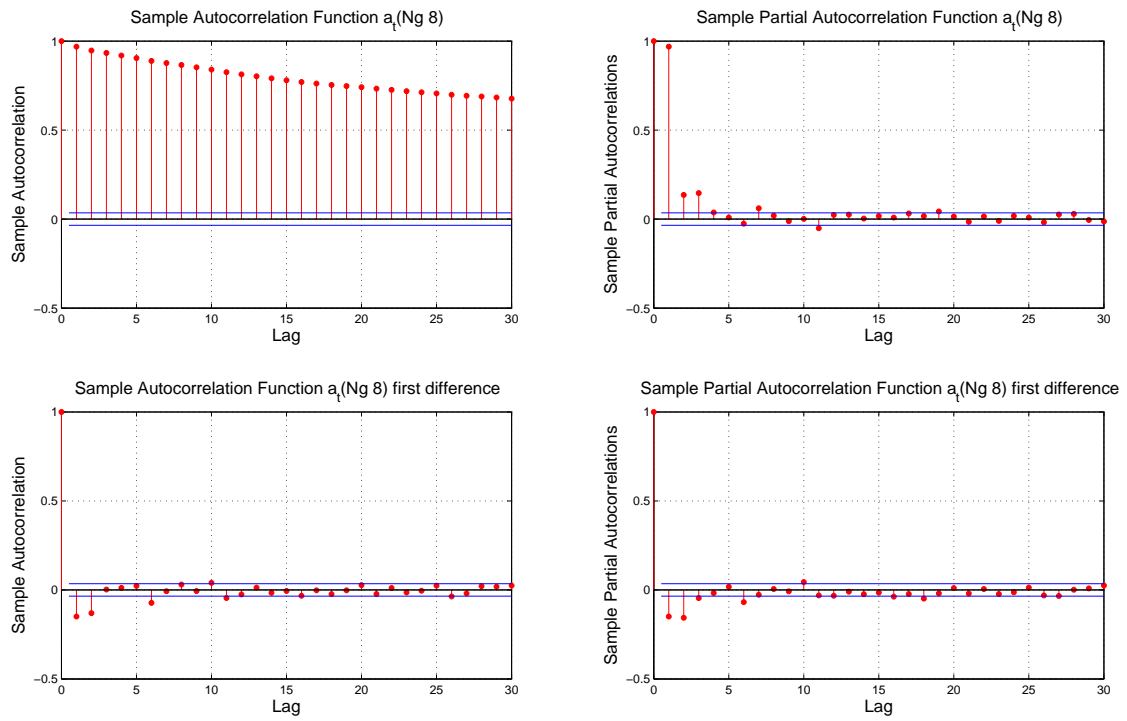 Sample Autocorrelation Function a_t(Ng 8)
Sample Autocorrelation
1
0.5
0
−0.5
0 5 10 15 20 25 30
Lag
Sample Partial Autocorrelation Function a_t(Ng 8)
Sample Partial Autocorrelations
1
0.5
0
−0.5
0 5 10 15 20 25 30
Lag
Sample Autocorrelation Function a_t(Ng 8) first difference
Sample Autocorrelation
1
0.5
0
−0.5
0 5 10 15 20 25 30
Lag
Sample Partial Autocorrelation Function a_t(Ng 8) first difference
Sample Partial Autocorrelations
1
0.5
0
−0.5
0 5 10 15 20 25 30
Lag